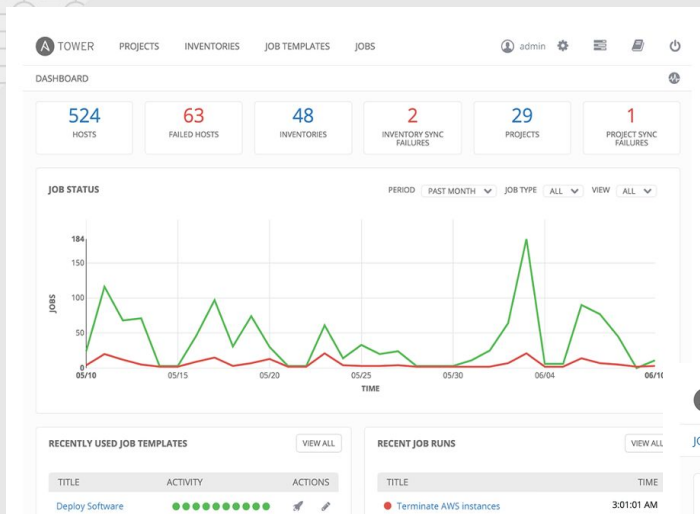 A TOWER PROJECTS INVENTORIES JOB TEMPLATES JOBS admin
DASHBOARD
524 63 48 2 29 1
HOSTS FAILED HOSTS INVENTORIES INVENTORY SYNC FAILURES PROJECTS PROJECT SYNC FAILURES
JOB STATUS PERIOD PAST MONTH JOB TYPE ALL VIEW ALL
184
150
100
50
0
JOBS
05/10 05/15 05/20 05/25 05/30 06/04 06/10
TIME
RECENTLY USED JOB TEMPLATES VIEW ALL
TITLE ACTIVITY ACTIONS
Deploy Software
RECENT JOB RUNS VIEW ALL
TITLE TIME
Terminate AWS instances 3:01:01 AM